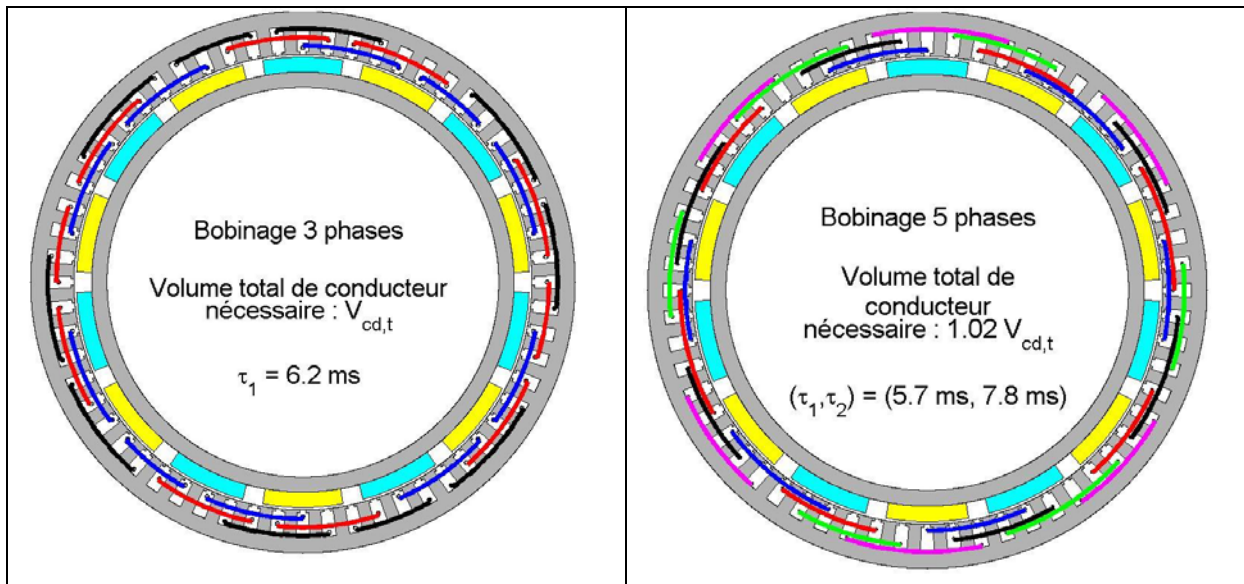 Bobinage 3 phases
Volume total de conducteur
nécessaire : V_cd,t
τ_1 = 6.2 ms
Bobinage 5 phases
Volume total de
conducteur
nécessaire : 1.02 V_cd,t
(τ_1,τ_2) = (5.7 ms, 7.8 ms)